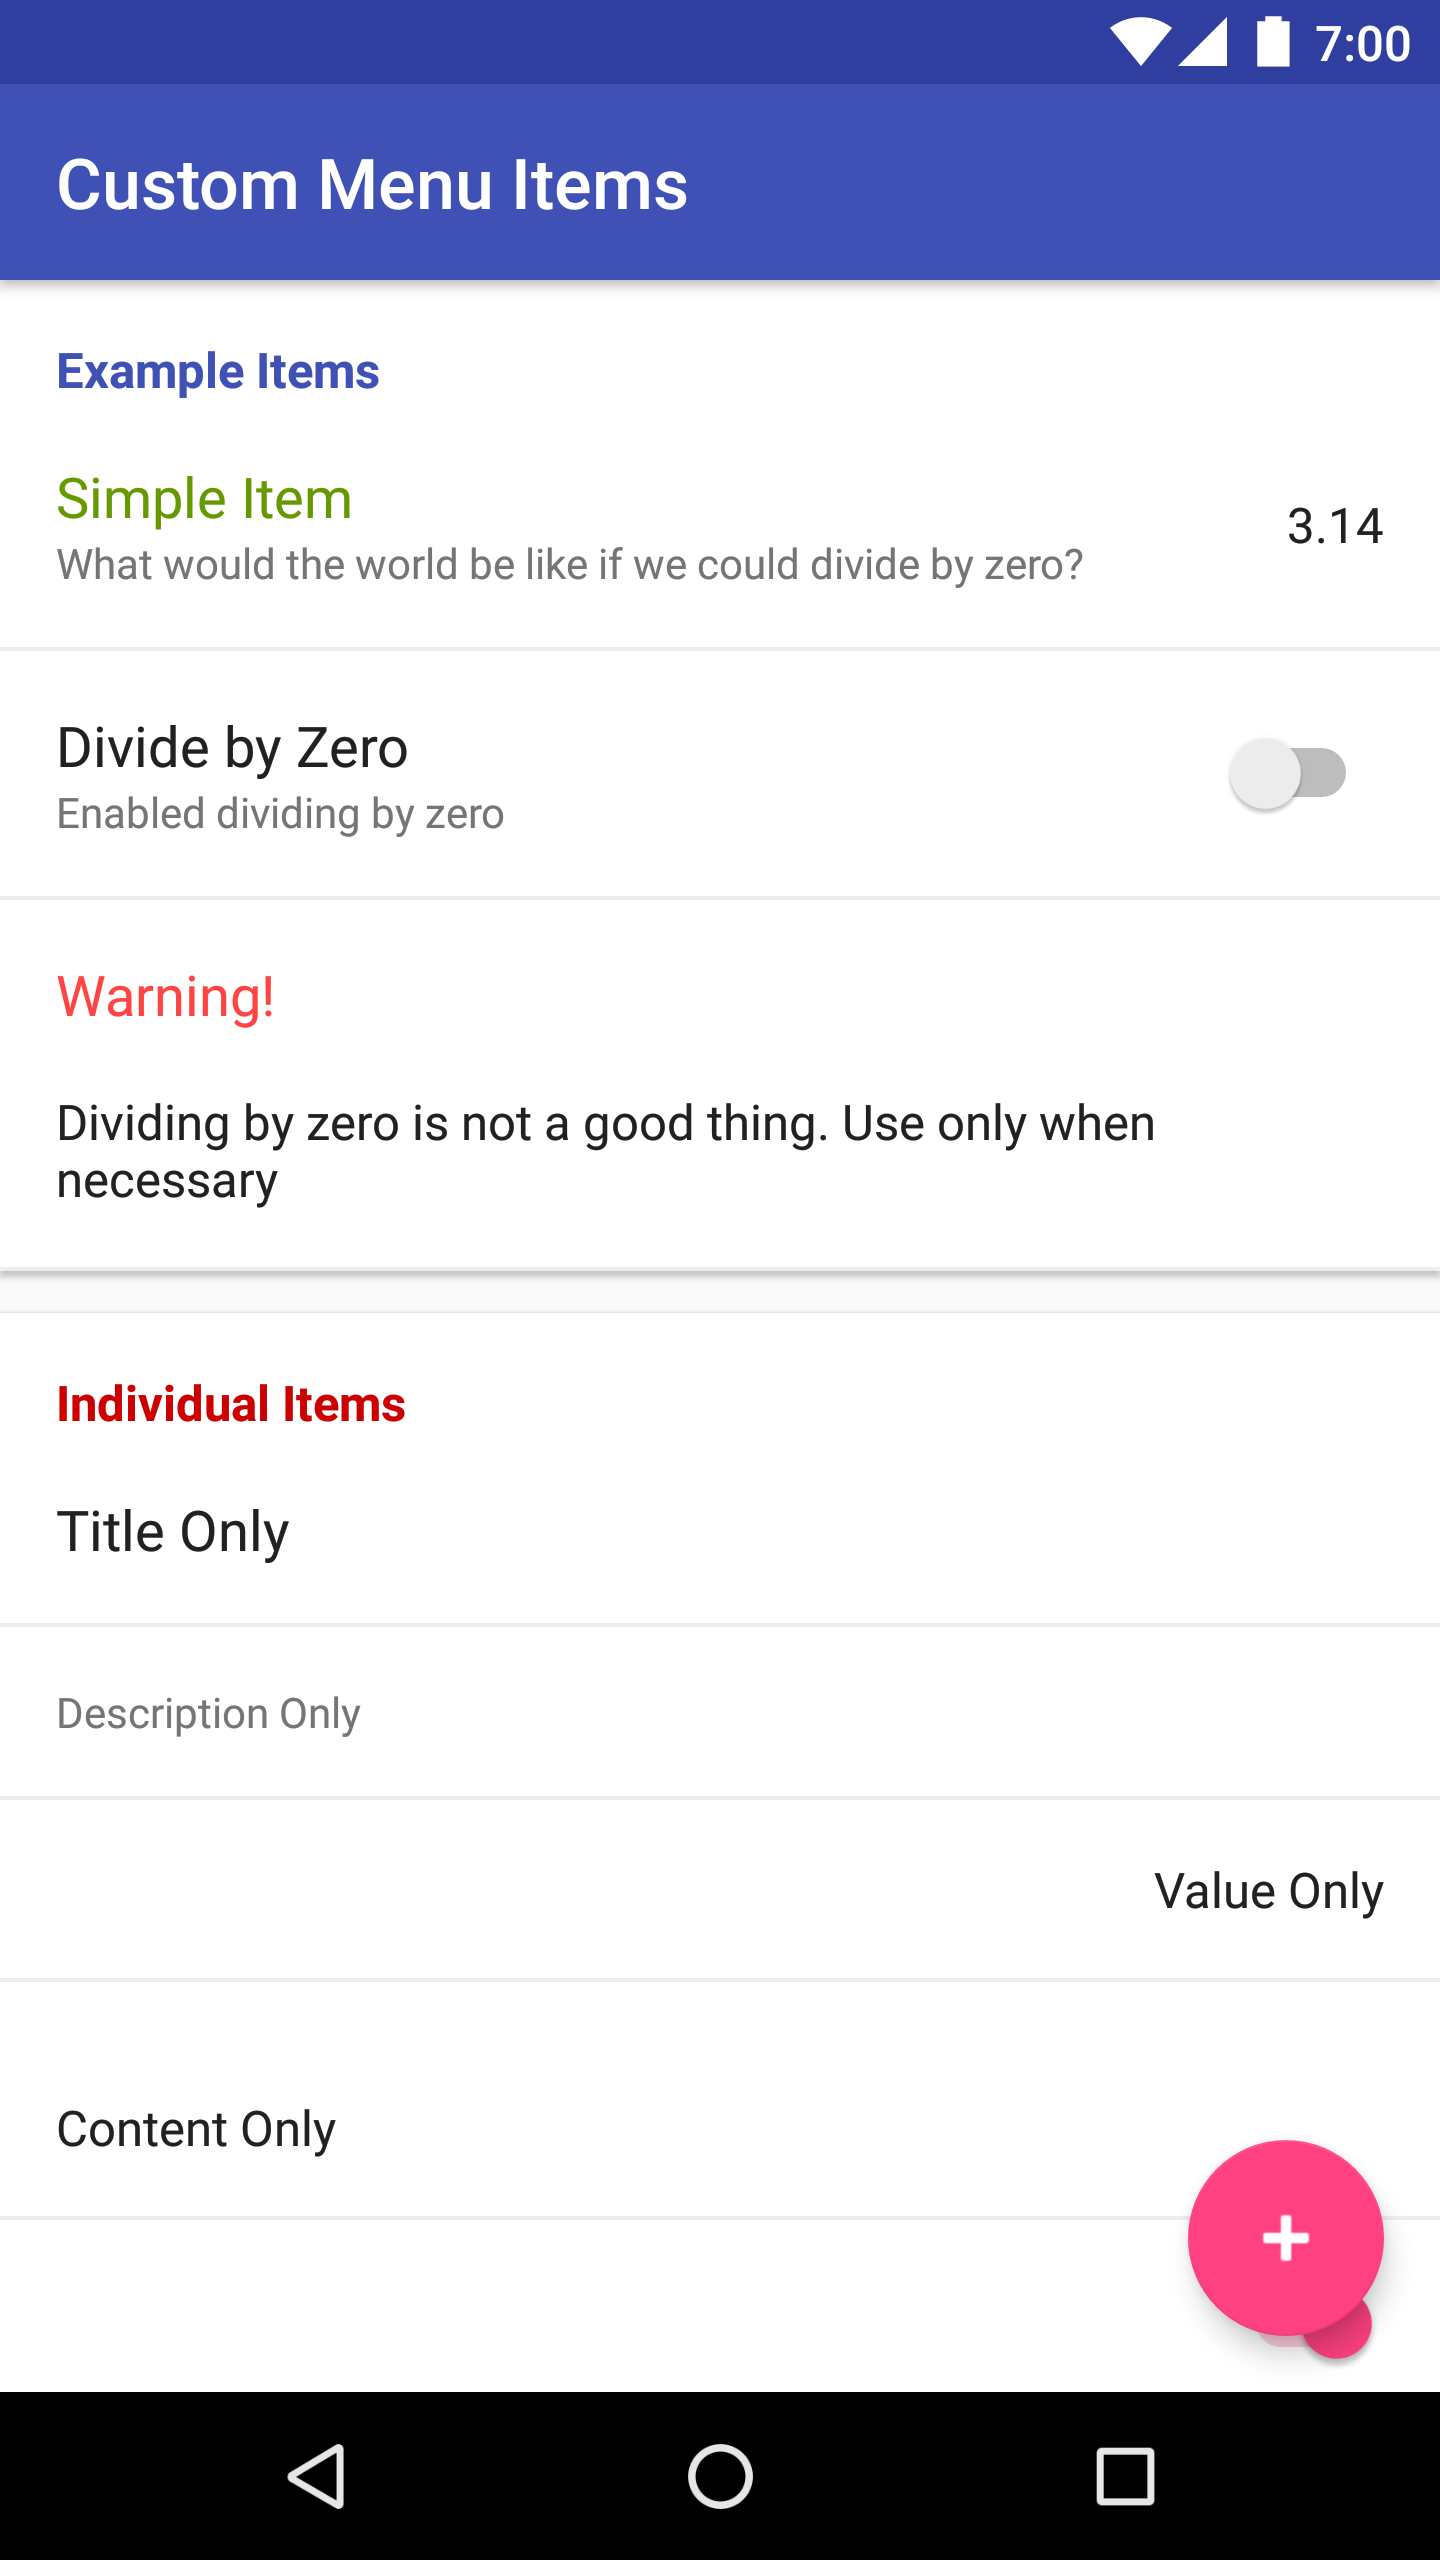 7:00
Custom Menu Items
Example Items
Simple Item
What would the world be like if we could divide by zero?
3.14
Divide by Zero
Enabled dividing by zero
Warning!
Dividing by zero is not a good thing. Use only when
necessary
Individual Items
Title Only
Description Only
Value Only
Content Only